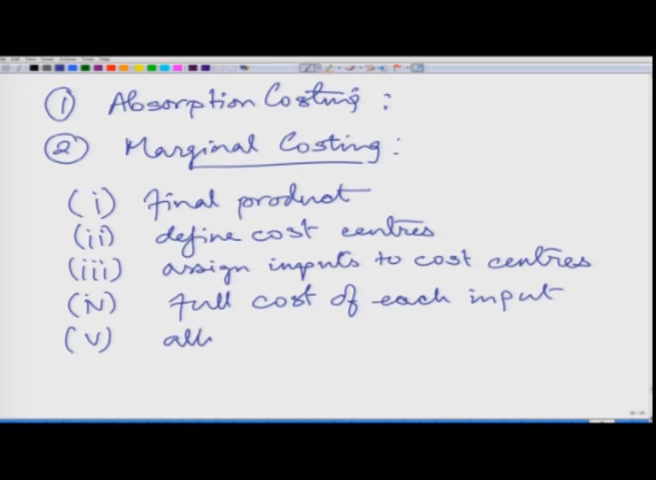 ① Absorption Costing :
② Marginal Costing :
(i) final product
(ii) define cost centres
(iii) assign inputs to cost centres
(iv) full cost of each input
(v) all